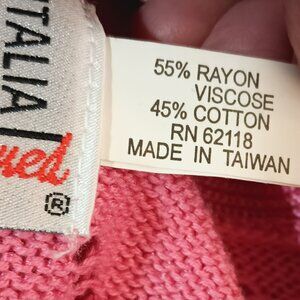 ITALIA
55% RAYON
VISCOSE
45% COTTON
RN 62118
MADE IN TAIWAN
®